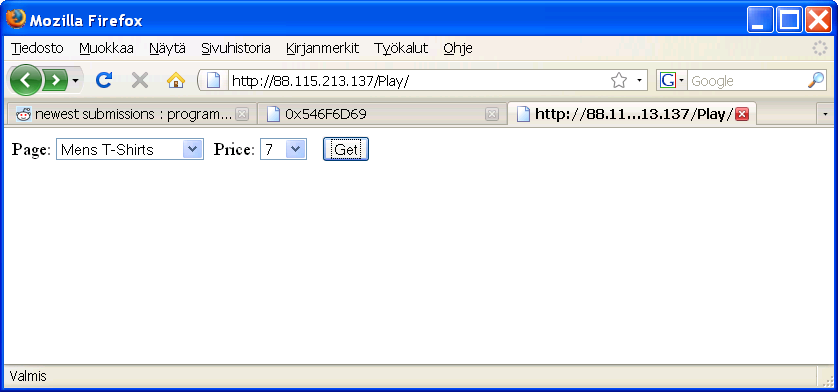 Mozilla Firefox
Tiedosto Muokkaa Näytä Sivuhistoria Kirjanmerkit Työkalut Ohje
http://88.115.213.137/Play/ G Google
newest submissions : program... 0x546F6D69 http://88.11...13.137/Play/
Page: Mens T-Shirts Price: 7 Get
Valmis